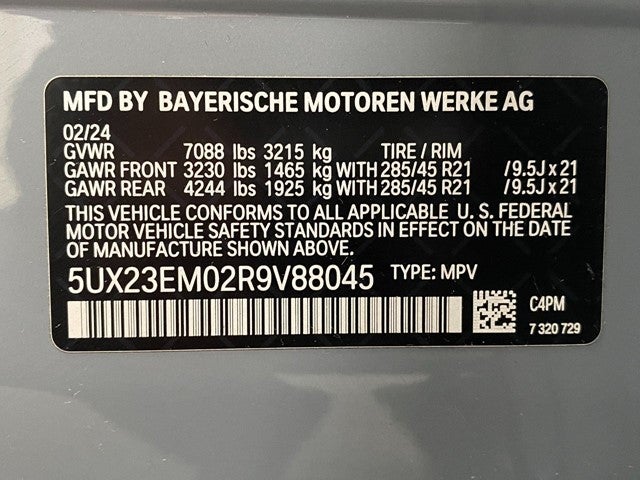 MFD BY BAYERISCHE MOTOREN WERKE AG
02/24
GVWR 7088 lbs 3215 kg TIRE / RIM
GAWR FRONT 3230 lbs 1465 kg WITH 285/45 R21 /9.5J x 21
GAWR REAR 4244 lbs 1925 kg WITH 285/45 R21 /9.5J x 21
THIS VEHICLE CONFORMS TO ALL APPLICABLE U. S. FEDERAL
MOTOR VEHICLE SAFETY STANDARDS IN EFFECT ON THE DATE
OF MANUFACTURE SHOWN ABOVE.
5UX23EM02R9V88045 TYPE: MPV
C4PM
7 320 729